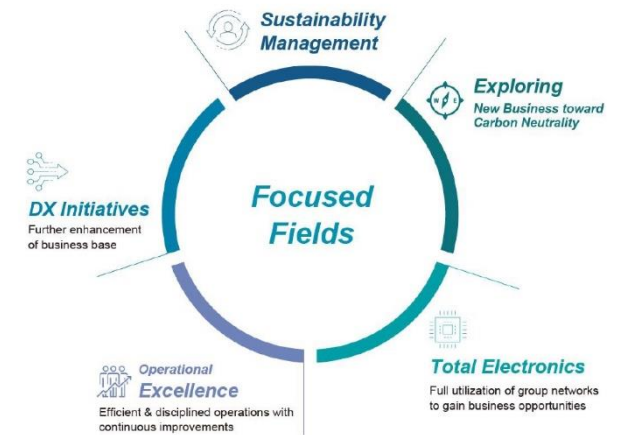 Sustainability
Management
Exploring
New Business toward
Carbon Neutrality
W E
Focused
Fields
DX Initiatives
Further enhancement
of business base
Total Electronics
Full utilization of group networks
to gain business opportunities
Operational
Excellence
Efficient & disciplined operations with
continuous improvements